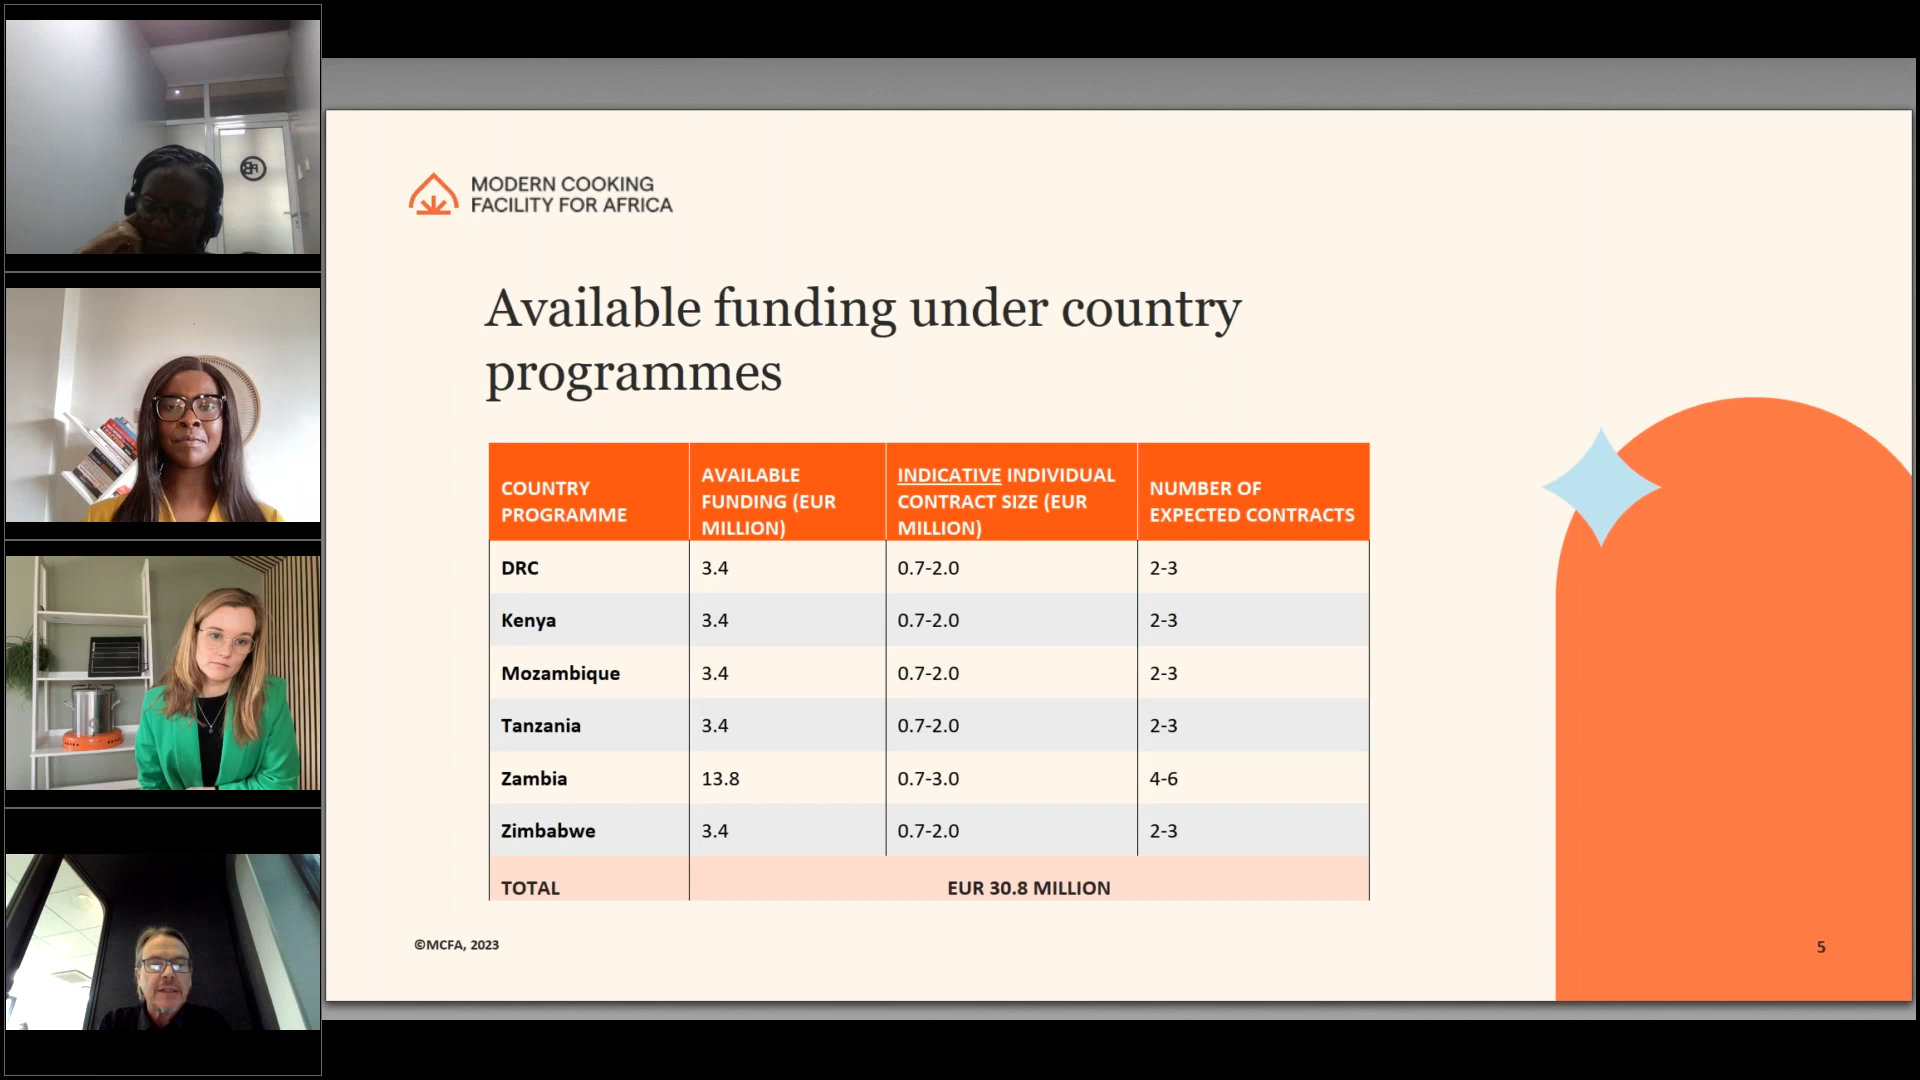 MODERN COOKING
FACILITY FOR AFRICA
Available funding under country
programmes
COUNTRY
PROGRAMME
AVAILABLE
FUNDING (EUR
MILLION)
INDICATIVE INDIVIDUAL
CONTRACT SIZE (EUR
MILLION)
NUMBER OF
EXPECTED CONTRACTS
DRC 3.4 0.7-2.0 2-3
Kenya 3.4 0.7-2.0 2-3
Mozambique 3.4 0.7-2.0 2-3
Tanzania 3.4 0.7-2.0 2-3
Zambia 13.8 0.7-3.0 4-6
Zimbabwe 3.4 0.7-2.0 2-3
TOTAL EUR 30.8 MILLION
©MCFA, 2023
5